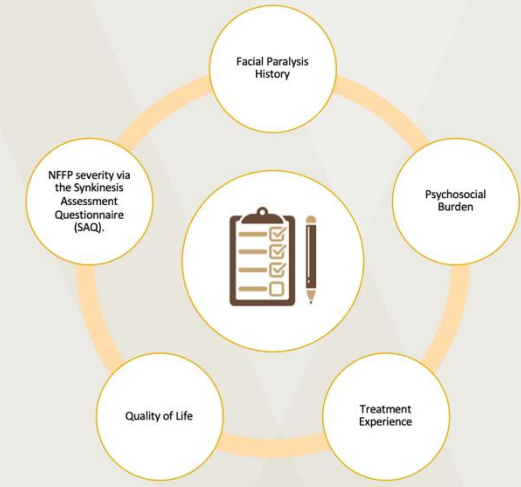 Facial Paralysis
History
Psychosocial
Burden
Treatment
Experience
Quality of Life
NFFP severity via
the Synkinesis
Assessment
Questionnaire
(SAQ).